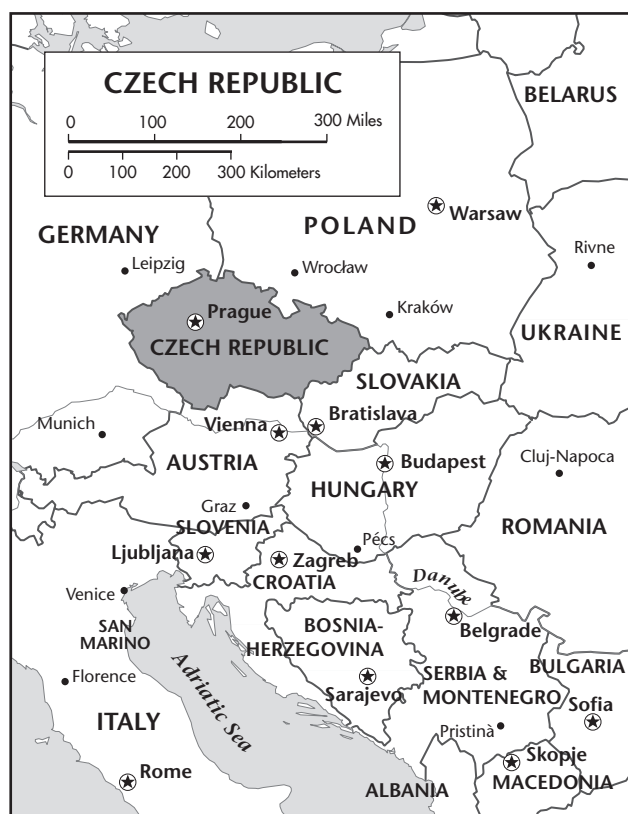 CZECH REPUBLIC
0 100 200 300 Miles
0 100 200 300 Kilometers
BELARUS
POLAND
Warsaw
GERMANY
Leipzig
Wrocław
Rivne
Prague
Kraków
UKRAINE
CZECH REPUBLIC
SLOVAKIA
Munich
Vienna
Bratislava
AUSTRIA
Budapest
Cluj-Napoca
HUNGARY
Graz
SLOVENIA
ROMANIA
Ljubljana
Pécs
Zagreb
CROATIA
Venice
Danube
SAN
MARINO
BOSNIA-
HERZEGOVINA
Belgrade
Florence
Adriatic Sea
Sarajevo
SERBIA &
MONTENEGRO
BULGARIA
Sofia
ITALY
Pristinà
Skopje
Rome
ALBANIA
MACEDONIA